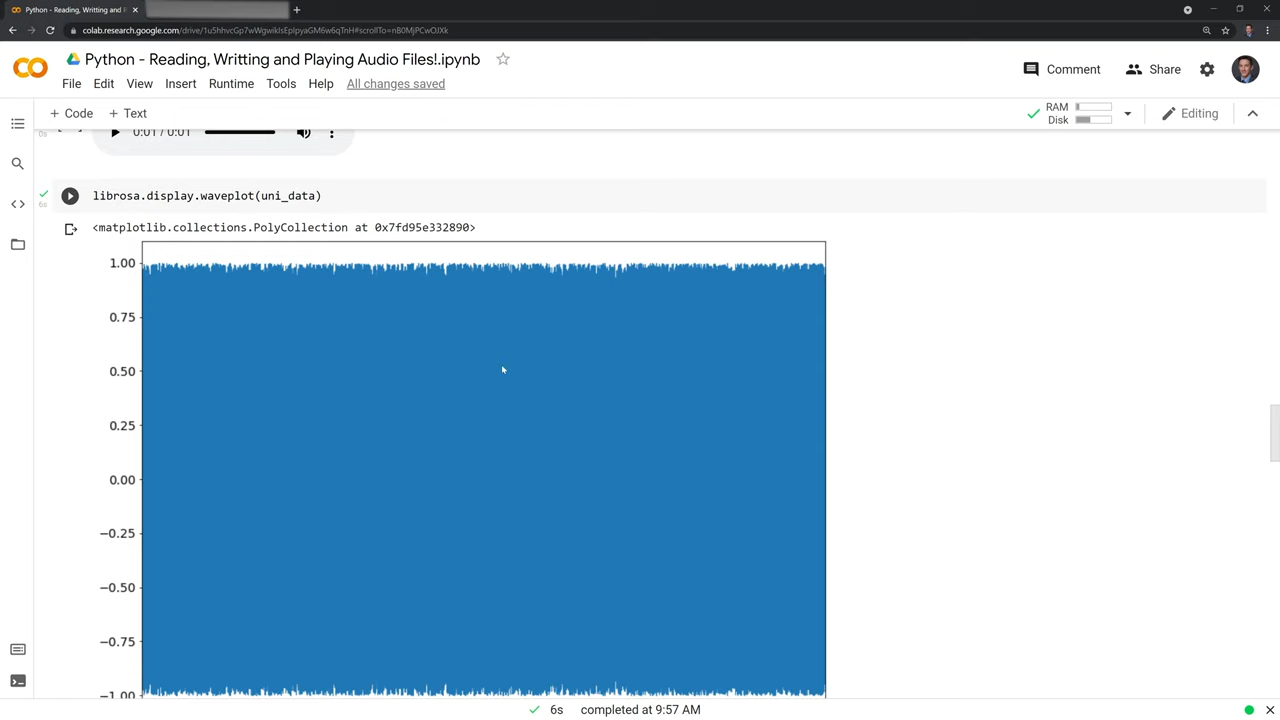 Python - Reading, Writting and P
colab.research.google.com/drive/1u5hhvcGp7wWgwikIsEpIpyaGM6w6qTnH#scrollTo=nB0MjPCwOJXk
Python - Reading, Writting and Playing Audio Files!.ipynb
File Edit View Insert Runtime Tools Help All changes saved
Comment Share
+ Code + Text
RAM
Disk
Editing
0s
0:01 / 0:01
librosa.display.waveplot(uni_data)
6s
<matplotlib.collections.PolyCollection at 0x7fd95e332890>
1.00
0.75
0.50
0.25
0.00
−0.25
−0.50
−0.75
−1.00
6s completed at 9:57 AM